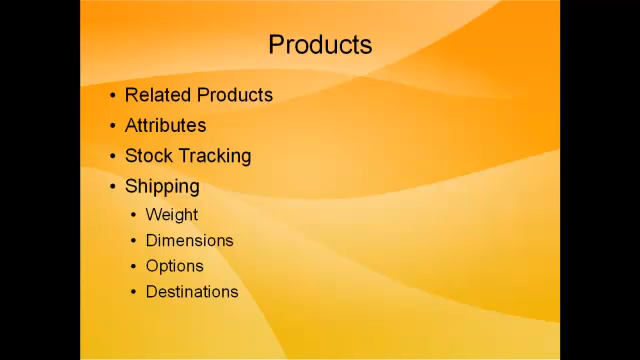 Products
• Related Products
• Attributes
• Stock Tracking
• Shipping
• Weight
• Dimensions
• Options
• Destinations